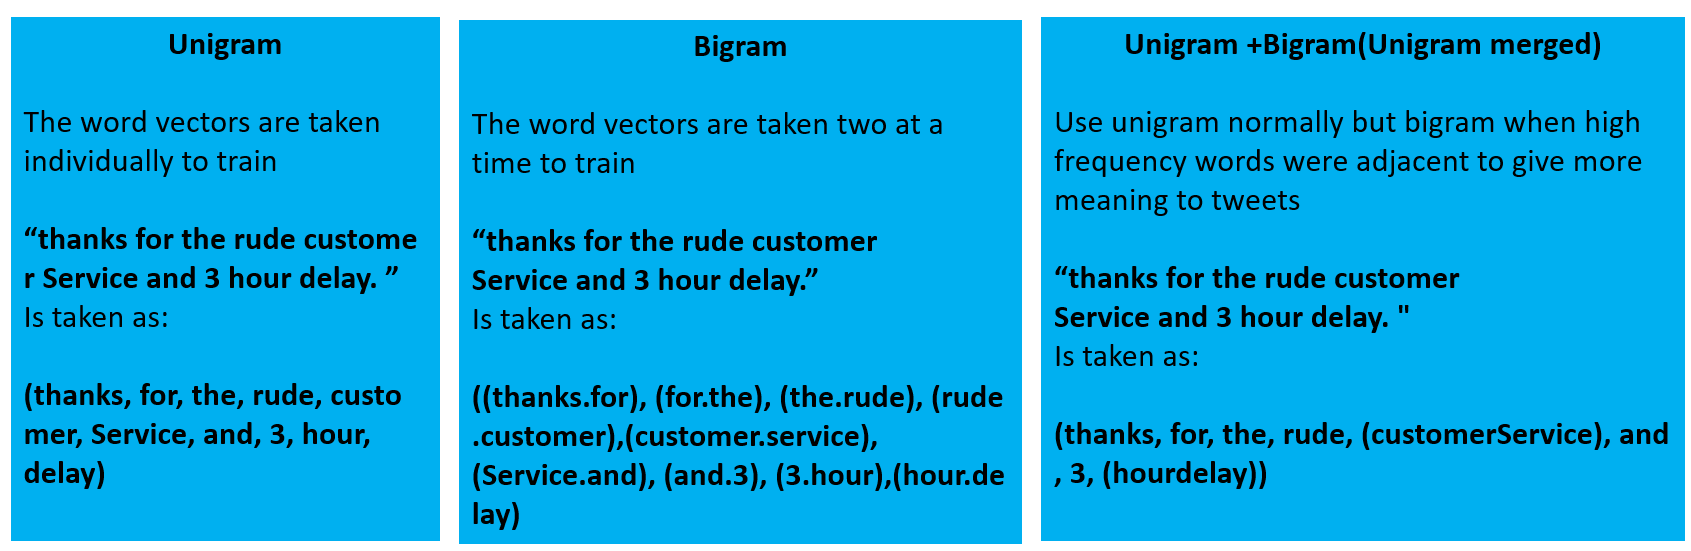 Unigram
The word vectors are taken
individually to train
“thanks for the rude custome
r Service and 3 hour delay. ”
Is taken as:
(thanks, for, the, rude, custo
mer, Service, and, 3, hour,
delay)
Bigram
The word vectors are taken two at a
time to train
“thanks for the rude customer
Service and 3 hour delay.”
Is taken as:
((thanks.for), (for.the), (the.rude), (rude
.customer),(customer.service),
(Service.and), (and.3), (3.hour),(hour.de
lay)
Unigram +Bigram(Unigram merged)
Use unigram normally but bigram when high
frequency words were adjacent to give more
meaning to tweets
“thanks for the rude customer
Service and 3 hour delay. "
Is taken as:
(thanks, for, the, rude, (customerService), and
, 3, (hourdelay))